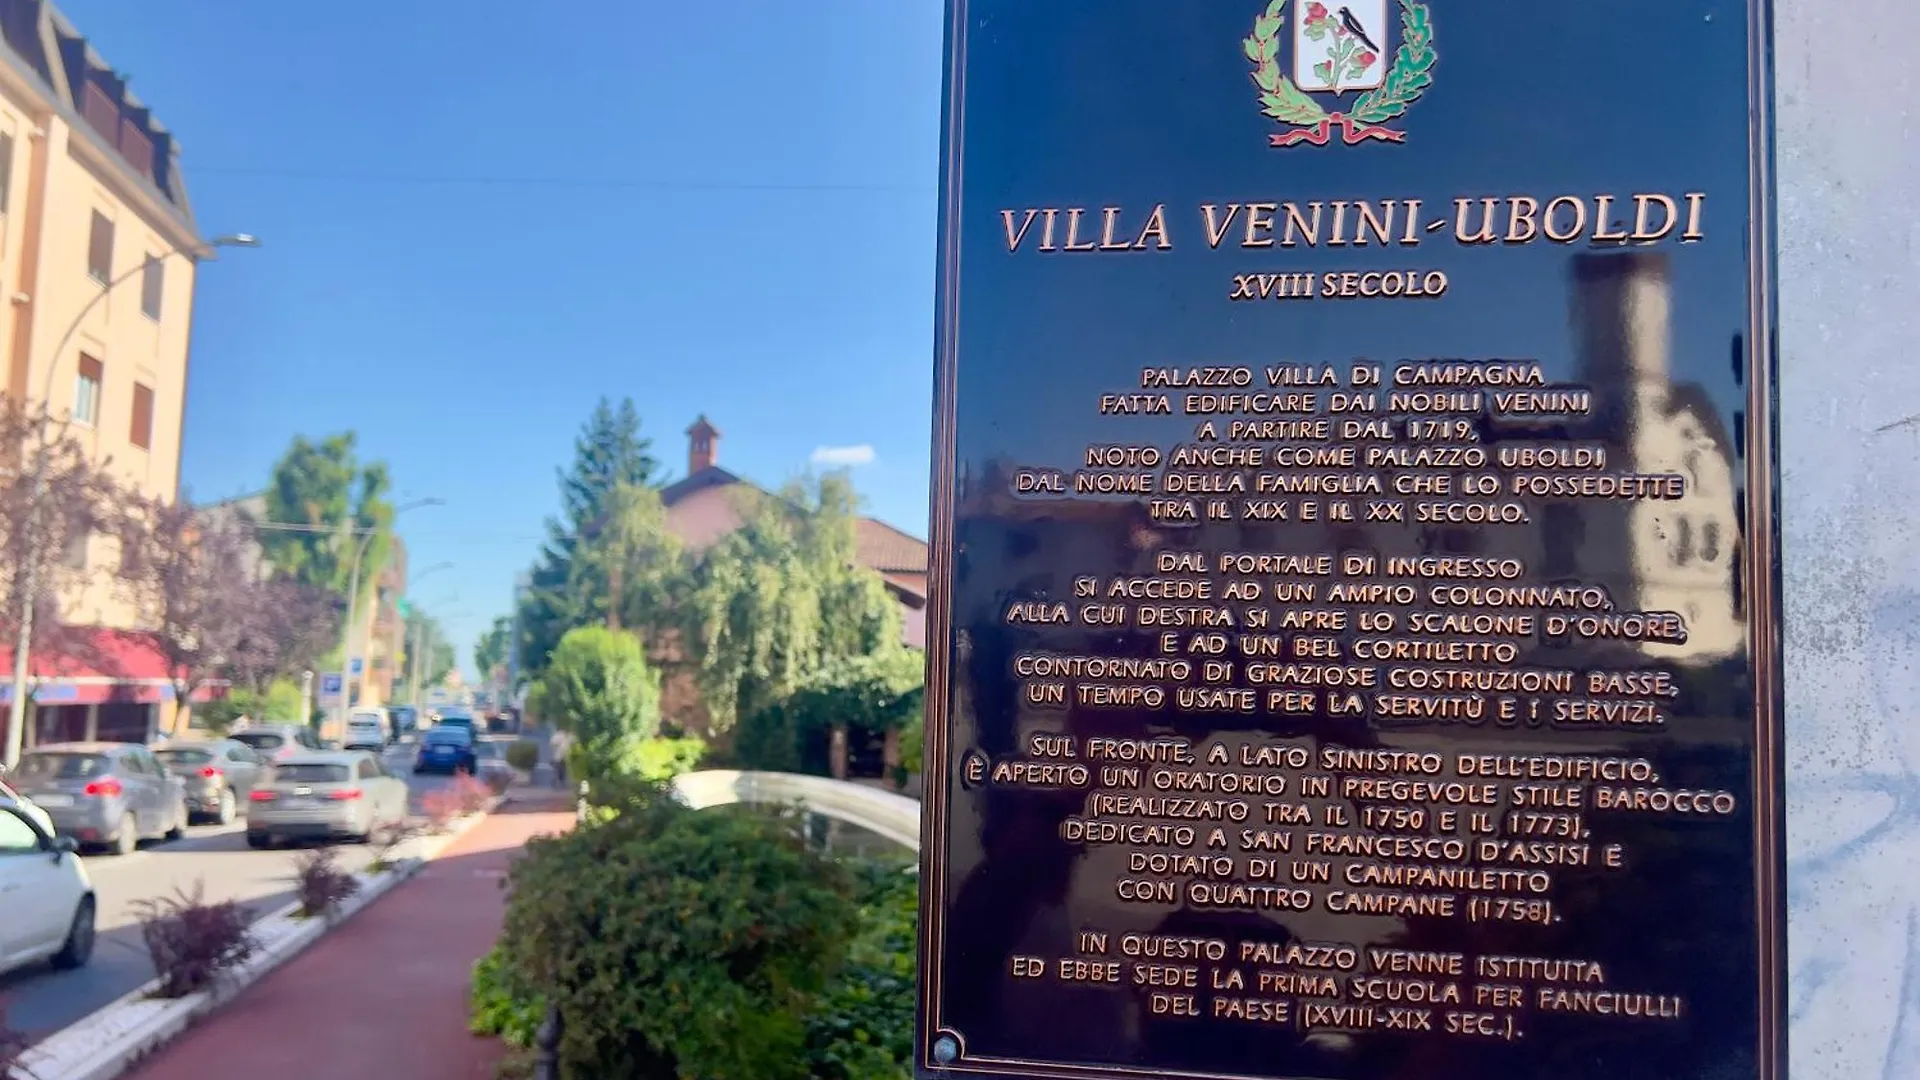 VILLA VENINI-UBOLDI
XVIII SECOLO
PALAZZO VILLA DI CAMPAGNA
FATTA EDIFICARE DAI NOBILI VENINI
A PARTIRE DAL 1719,
NOTO ANCHE COME PALAZZO UBOLDI
DAL NOME DELLA FAMIGLIA CHE LO POSSEDETTE
TRA IL XIX E IL XX SECOLO.
DAL PORTALE DI INGRESSO
SI ACCEDE AD UN AMPIO COLONNATO,
ALLA CUI DESTRA SI APRE LO SCALONE D'ONORE,
E AD UN BEL CORTILETTO
CONTORNATO DI GRAZIOSE COSTRUZIONI BASSE,
UN TEMPO USATE PER LA SERVITÙ E I SERVIZI.
SUL FRONTE, A LATO SINISTRO DELL'EDIFICIO,
È APERTO UN ORATORIO IN PREGEVOLE STILE BAROCCO
(REALIZZATO TRA IL 1750 E IL 1773),
DEDICATO A SAN FRANCESCO D'ASSISI E
DOTATO DI UN CAMPANILETTO
CON QUATTRO CAMPANE (1758).
IN QUESTO PALAZZO VENNE ISTITUITA
ED EBBE SEDE LA PRIMA SCUOLA PER FANCIULLI
DEL PAESE (XVIII-XIX SEC.).